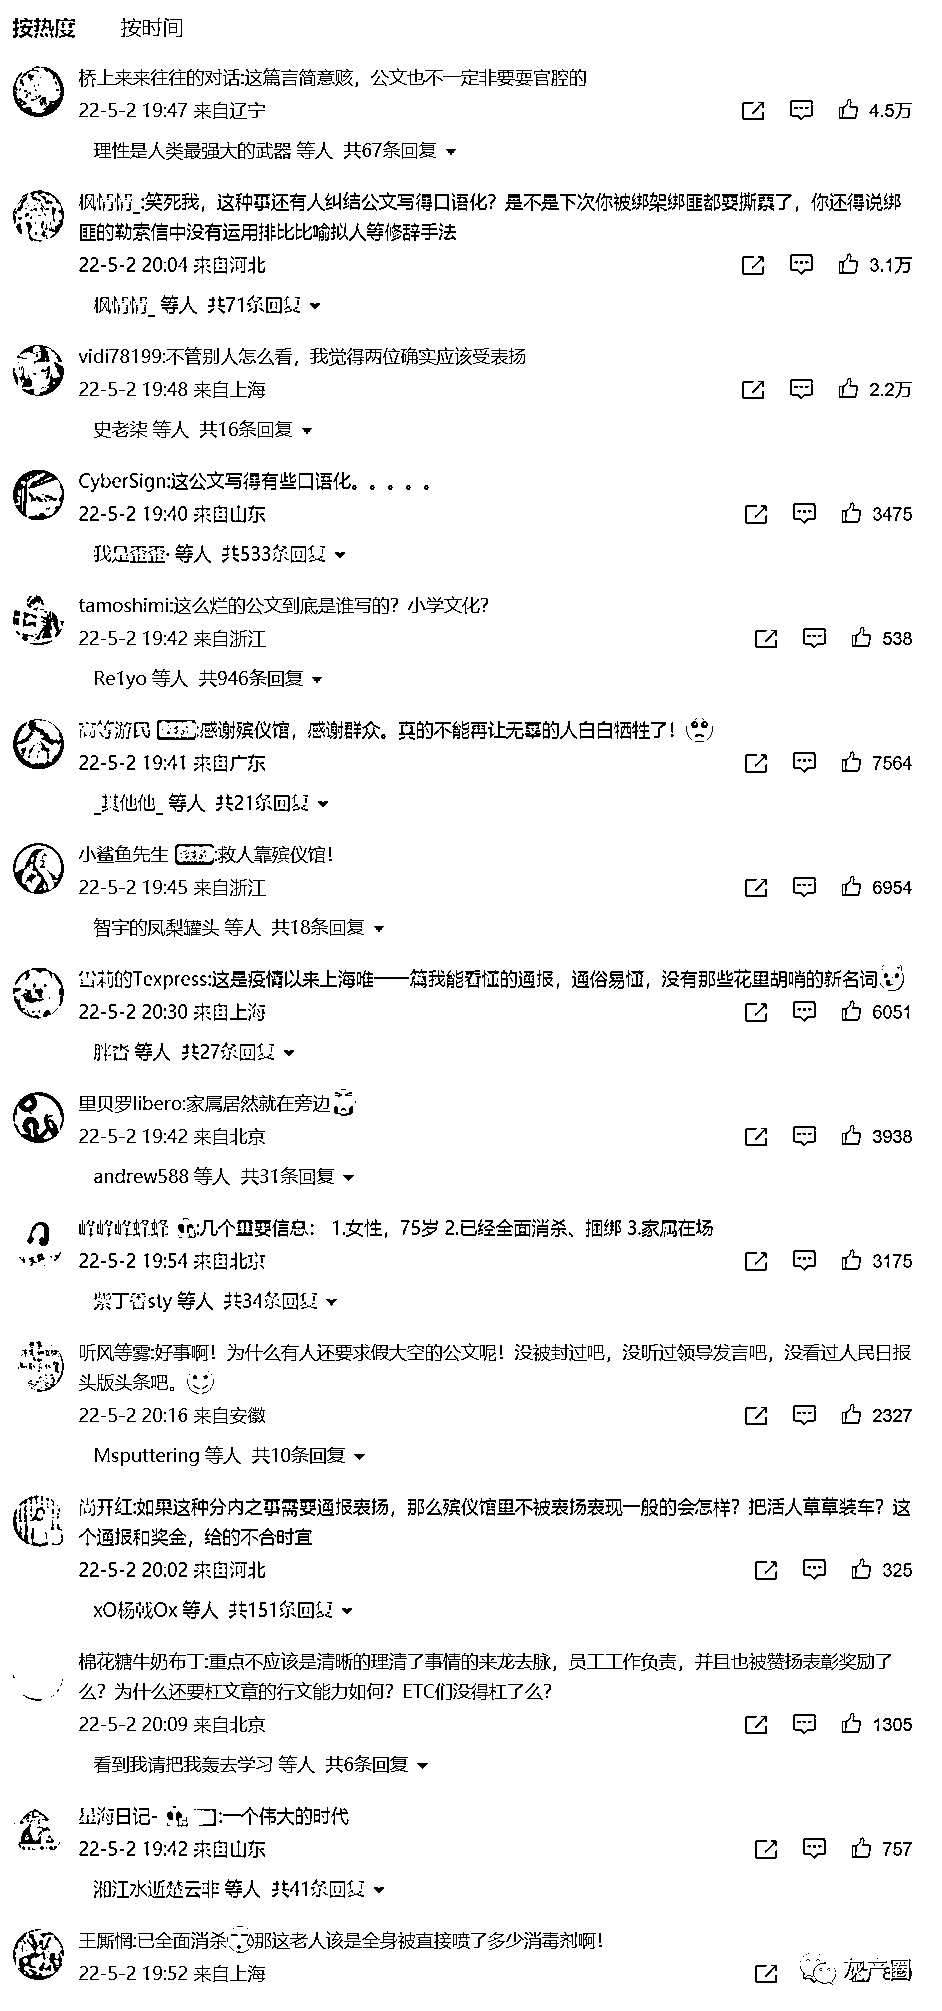 按热度 按时间
桥上来来往往的对话:这篇言简意赅，公文也不一定非要耍官腔的
22-5-2 19:47 来自辽宁 4.5万
理性是人类最强大的武器 等人 共67条回复
枫情情_:笑死我，这种事还有人纠结公文写得口语化？是不是下次你被绑架绑匪都要撕票了，你还得说绑
匪的勒索信中没有运用排比比喻拟人等修辞手法
22-5-2 20:04 来自河北 3.1万
枫情情_ 等人 共71条回复
vidi78199:不管别人怎么看，我觉得两位确实应该受表扬
22-5-2 19:48 来自上海 2.2万
史老柒 等人 共16条回复
CyberSign:这公文写得有些口语化。。。。。
22-5-2 19:40 来自山东 3475
我是歪歪· 等人 共533条回复
tamoshimi:这么烂的公文到底是谁写的？小学文化？
22-5-2 19:42 来自浙江 538
Re1yo 等人 共946条回复
高等游民 :感谢殡仪馆，感谢群众。真的不能再让无辜的人白白牺牲了！
22-5-2 19:41 来自广东 7564
_其他他_ 等人 共21条回复
小鲨鱼先生 :救人靠殡仪馆！
22-5-2 19:45 来自浙江 6954
智宇的凤梨罐头 等人 共18条回复
雪莉的Texpress:这是疫情以来上海唯一一篇我能看懂的通报，通俗易懂，没有那些花里胡哨的新名词
22-5-2 20:30 来自上海 6051
等人 共27条回复
里贝罗libero:家属居然就在旁边
22-5-2 19:42 来自北京 3938
andrew588 等人 共31条回复
:几个重要信息： 1.女性，75岁 2.已经全面消杀、捆绑 3.家属在场
22-5-2 19:54 来自北京 3175
紫丁香sty 等人 共34条回复
听风等雾:好事啊！为什么有人还要求假大空的公文呢！没被封过吧，没听过领导发言吧，没看过人民日报
头版头条吧。
22-5-2 20:16 来自安徽 2327
Msputtering 等人 共10条回复
尚开红:如果这种分内之事需要通报表扬，那么殡仪馆里不被表扬表现一般的会怎样？把活人草草装车？这
个通报和奖金，给的不合时宜
22-5-2 20:02 来自河北 325
xO杨戟Ox 等人 共151条回复
棉花糖牛奶布丁:重点不应该是清晰的理清了事情的来龙去脉，员工工作负责，并且也被赞扬表彰奖励了
么？为什么还要杠文章的行文能力如何？ETC们没得杠了么？
22-5-2 20:09 来自北京 1305
看到我请把我轰去学习 等人 共6条回复
星海日记- :一个伟大的时代
22-5-2 19:42 来自山东 757
湘江水逝楚云非 等人 共41条回复
王厮惘:已全面消杀 那这老人该是全身被直接喷了多少消毒剂啊！
22-5-2 19:52 来自上海
灰产圈